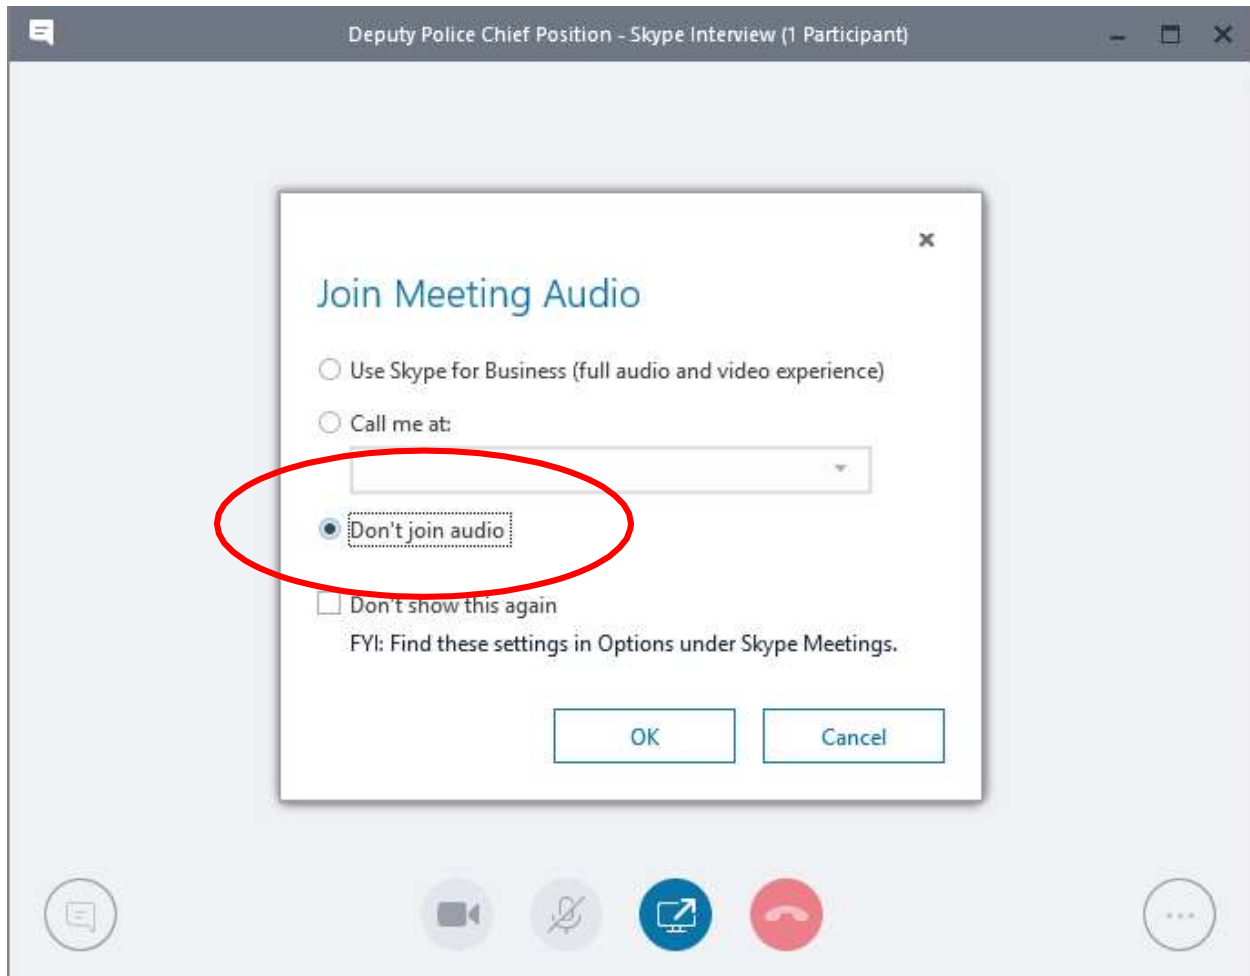 Deputy Police Chief Position - Skype Interview (1 Participant)
Join Meeting Audio
Use Skype for Business (full audio and video experience)
Call me at:
Don't join audio
Don't show this again
FYI: Find these settings in Options under Skype Meetings.
OK
Cancel